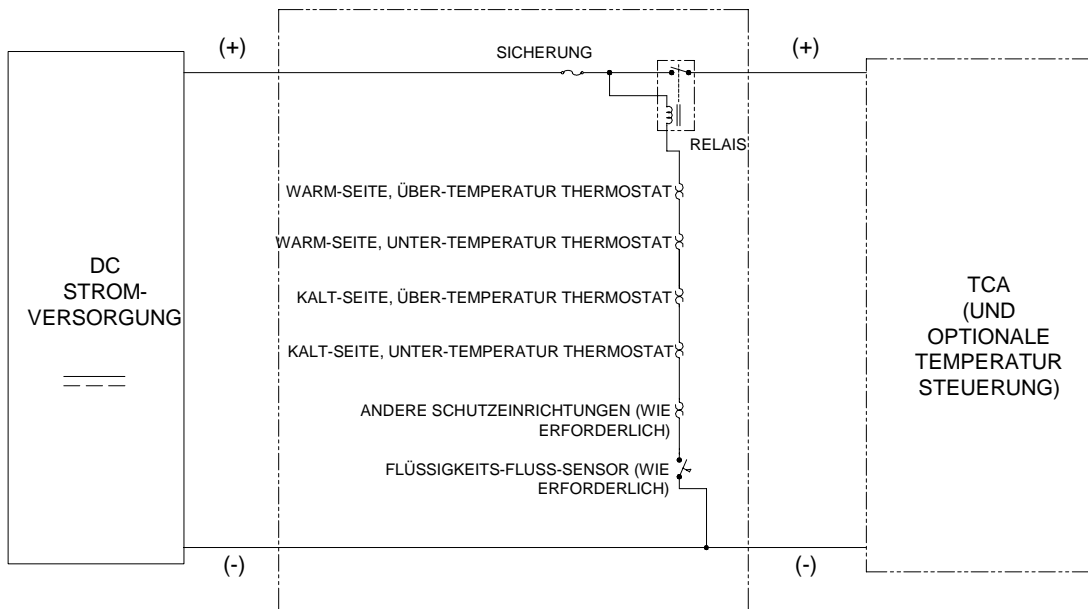 (+)
(+)
SICHERUNG
RELAIS
WARM-SEITE, ÜBER-TEMPERATUR THERMOSTAT
WARM-SEITE, UNTER-TEMPERATUR THERMOSTAT
KALT-SEITE, ÜBER-TEMPERATUR THERMOSTAT
KALT-SEITE, UNTER-TEMPERATUR THERMOSTAT
ANDERE SCHUTZEINRICHTUNGEN (WIE
ERFORDERLICH)
FLÜSSIGKEITS-FLUSS-SENSOR (WIE
ERFORDERLICH)
DC
STROM-
VERSORGUNG
TCA
(UND
OPTIONALE
TEMPERATUR
STEUERUNG)
(-)
(-)